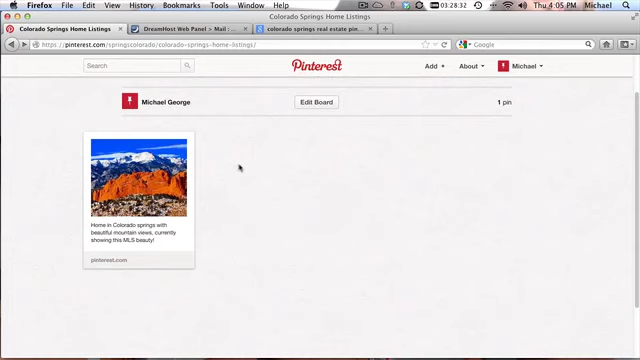 Firefox File Edit View History Bookmarks Tools Window Help 03:28:32 Thu 4:05 PM Michael
Colorado Springs Home Listings
Colorado Springs Home Listings DreamHost Web Panel > Mail : ... colorado springs real estate pin...
https://pinterest.com/springscolorado/colorado-springs-home-listings/ Google
Search Pinterest Add + About Michael
Michael George Edit Board 1 pin
Home in Colorado springs with
beautiful mountain views, currently
showing this MLS beauty!
pinterest.com